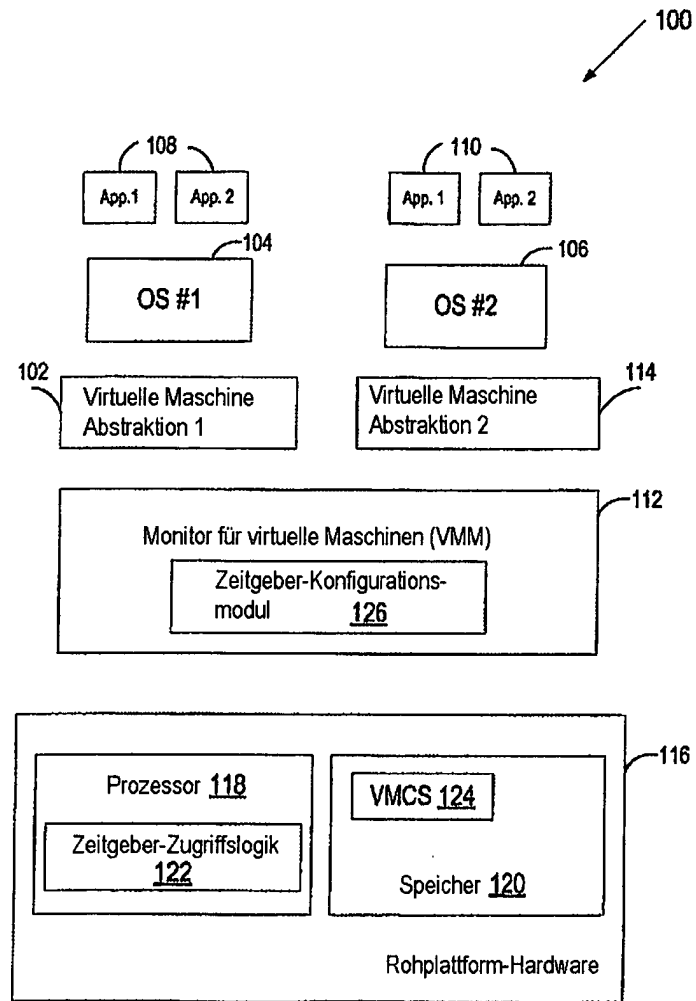 100
108
110
App.1
App. 2
App. 1
App. 2
104
106
OS #1
OS #2
102
Virtuelle Maschine
Abstraktion 1
Virtuelle Maschine
Abstraktion 2
114
112
Monitor für virtuelle Maschinen (VMM)
Zeitgeber-Konfigurations-
modul 126
116
Prozessor 118
Zeitgeber-Zugriffslogik
122
VMCS 124
Speicher 120
Rohplattform-Hardware